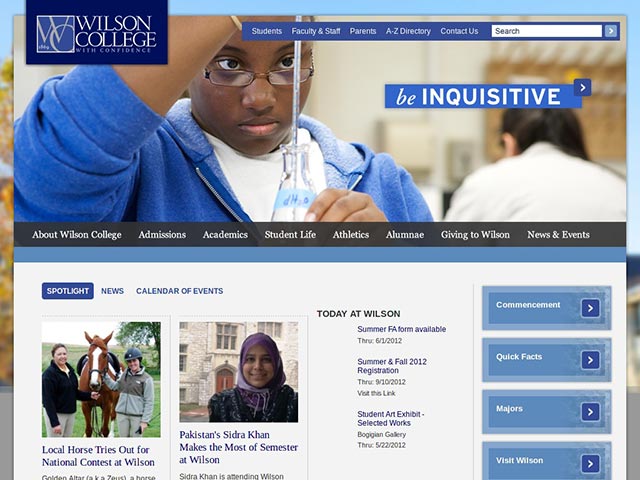 WC
1869
WILSON
COLLEGE
WITH CONFIDENCE
Students Faculty & Staff Parents A-Z Directory Contact Us Search
be INQUISITIVE
dH2O
About Wilson College Admissions Academics Student Life Athletics Alumnae Giving to Wilson News & Events
SPOTLIGHT NEWS CALENDAR OF EVENTS
Local Horse Tries Out for
National Contest at Wilson
Golden Altar (a.k.a Zeus), a horse
Pakistan's Sidra Khan
Makes the Most of Semester
at Wilson
Sidra Khan is attending Wilson
TODAY AT WILSON
Summer FA form available
Thru: 6/1/2012
Summer & Fall 2012
Registration
Thru: 9/10/2012
Visit this Link
Student Art Exhibit -
Selected Works
Bogigian Gallery
Thru: 5/22/2012
Commencement
Quick Facts
Majors
Visit Wilson